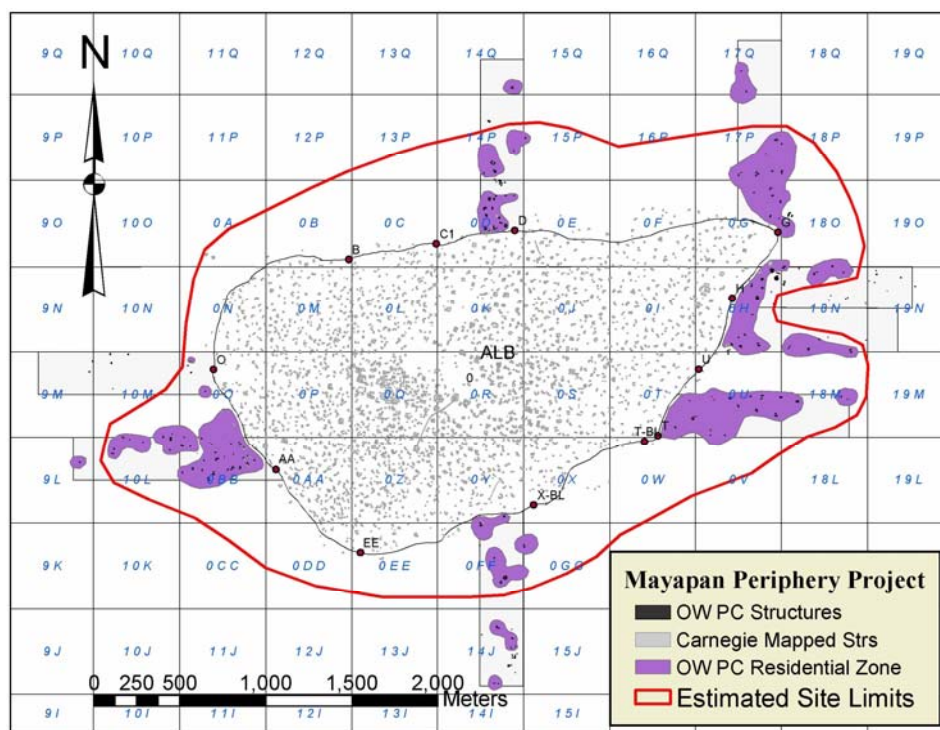 9Q 10Q 11Q 12Q 13Q 14Q 15Q 16Q 17Q 18Q 19Q
N
9P 10P 11P 12P 13P 14P 15P 16P 17P 18P 19P
9O 10O 0A 0B 0C 0D 0E 0F 0G 18O 19O
B C1 D G
9N 10N 0N 0M 0L 0K 0J 0I 0H 18N 19N
H
ALB
O U
0
9M 10M 0O 0P 0Q 0R 0S 0T 0U 18M 19M
T-BL T
AA
9L 10L 0BB 0AA 0Z 0Y 0X 0W 0V 18L 19L
X-BL
EE
9K 10K 0CC 0DD 0EE 0FF 0GG
9J 10J 11J 12J 13J 14J 15J
0 250 500 1,000 1,500 2,000
Meters
9I 10I 11I 12I 13I 14I 15I
Mayapan Periphery Project
OW PC Structures
Carnegie Mapped Strs
OW PC Residential Zone
Estimated Site Limits